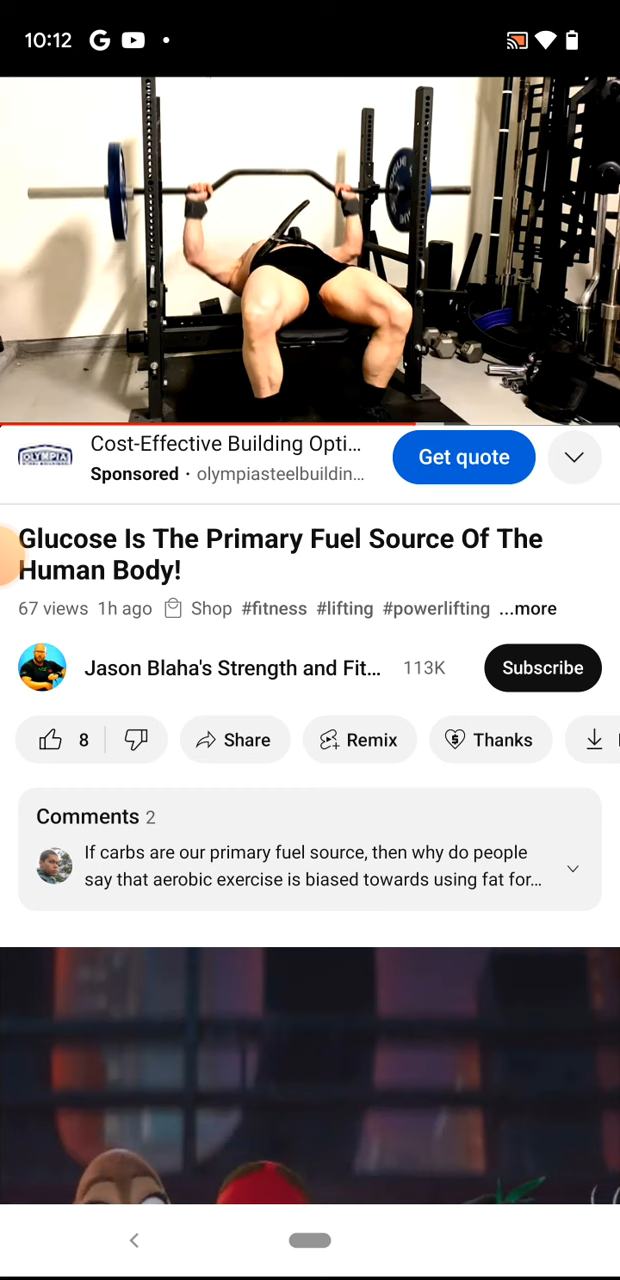 10:12
OLYMPIA
Cost-Effective Building Opti...
Get quote
Sponsored · olympiasteelbuildin...
Glucose Is The Primary Fuel Source Of The
Human Body!
67 views 1h ago Shop #fitness #lifting #powerlifting ...more
Jason Blaha's Strength and Fit... 113K Subscribe
8 Share Remix Thanks
Comments 2
If carbs are our primary fuel source, then why do people
say that aerobic exercise is biased towards using fat for...